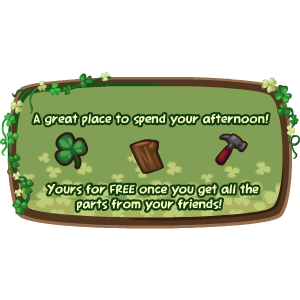 A great place to spend your afternoon!
Yours for FREE once you get all the
parts from your friends!